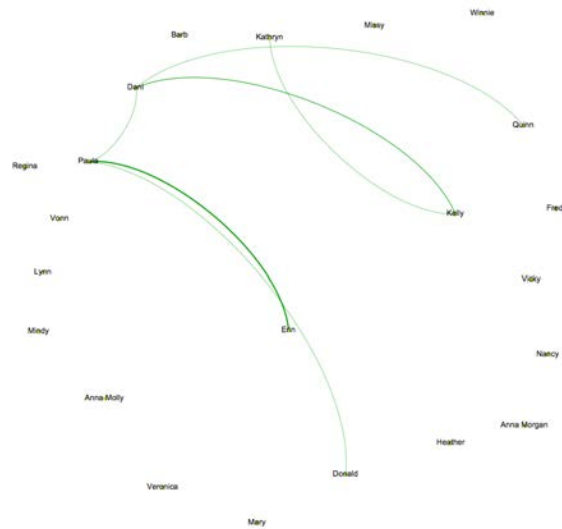 Winnie
Missy
Barb
Kathryn
Dani
Quinn
Paula
Regina
Fred
Kelly
Vonn
Lynn
Vicky
Mindy
Erin
Nancy
Anna-Molly
Anna Morgan
Heather
Donald
Veronica
Mary